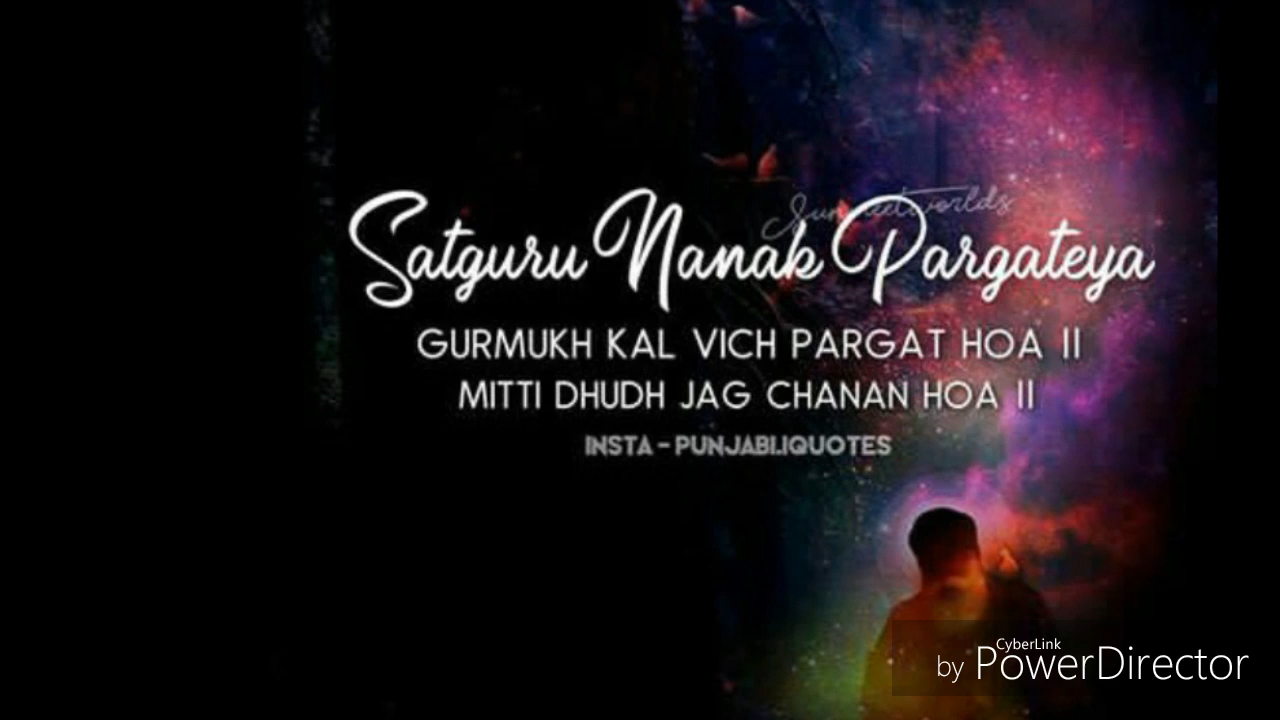 Satguru Nanak Pargateya
GURMUKH KAL VICH PARGAT HOA II
MITTI DHUDH JAG CHANAN HOA II
INSTA - PUNJABI.IQUOTES
CyberLink
by PowerDirector